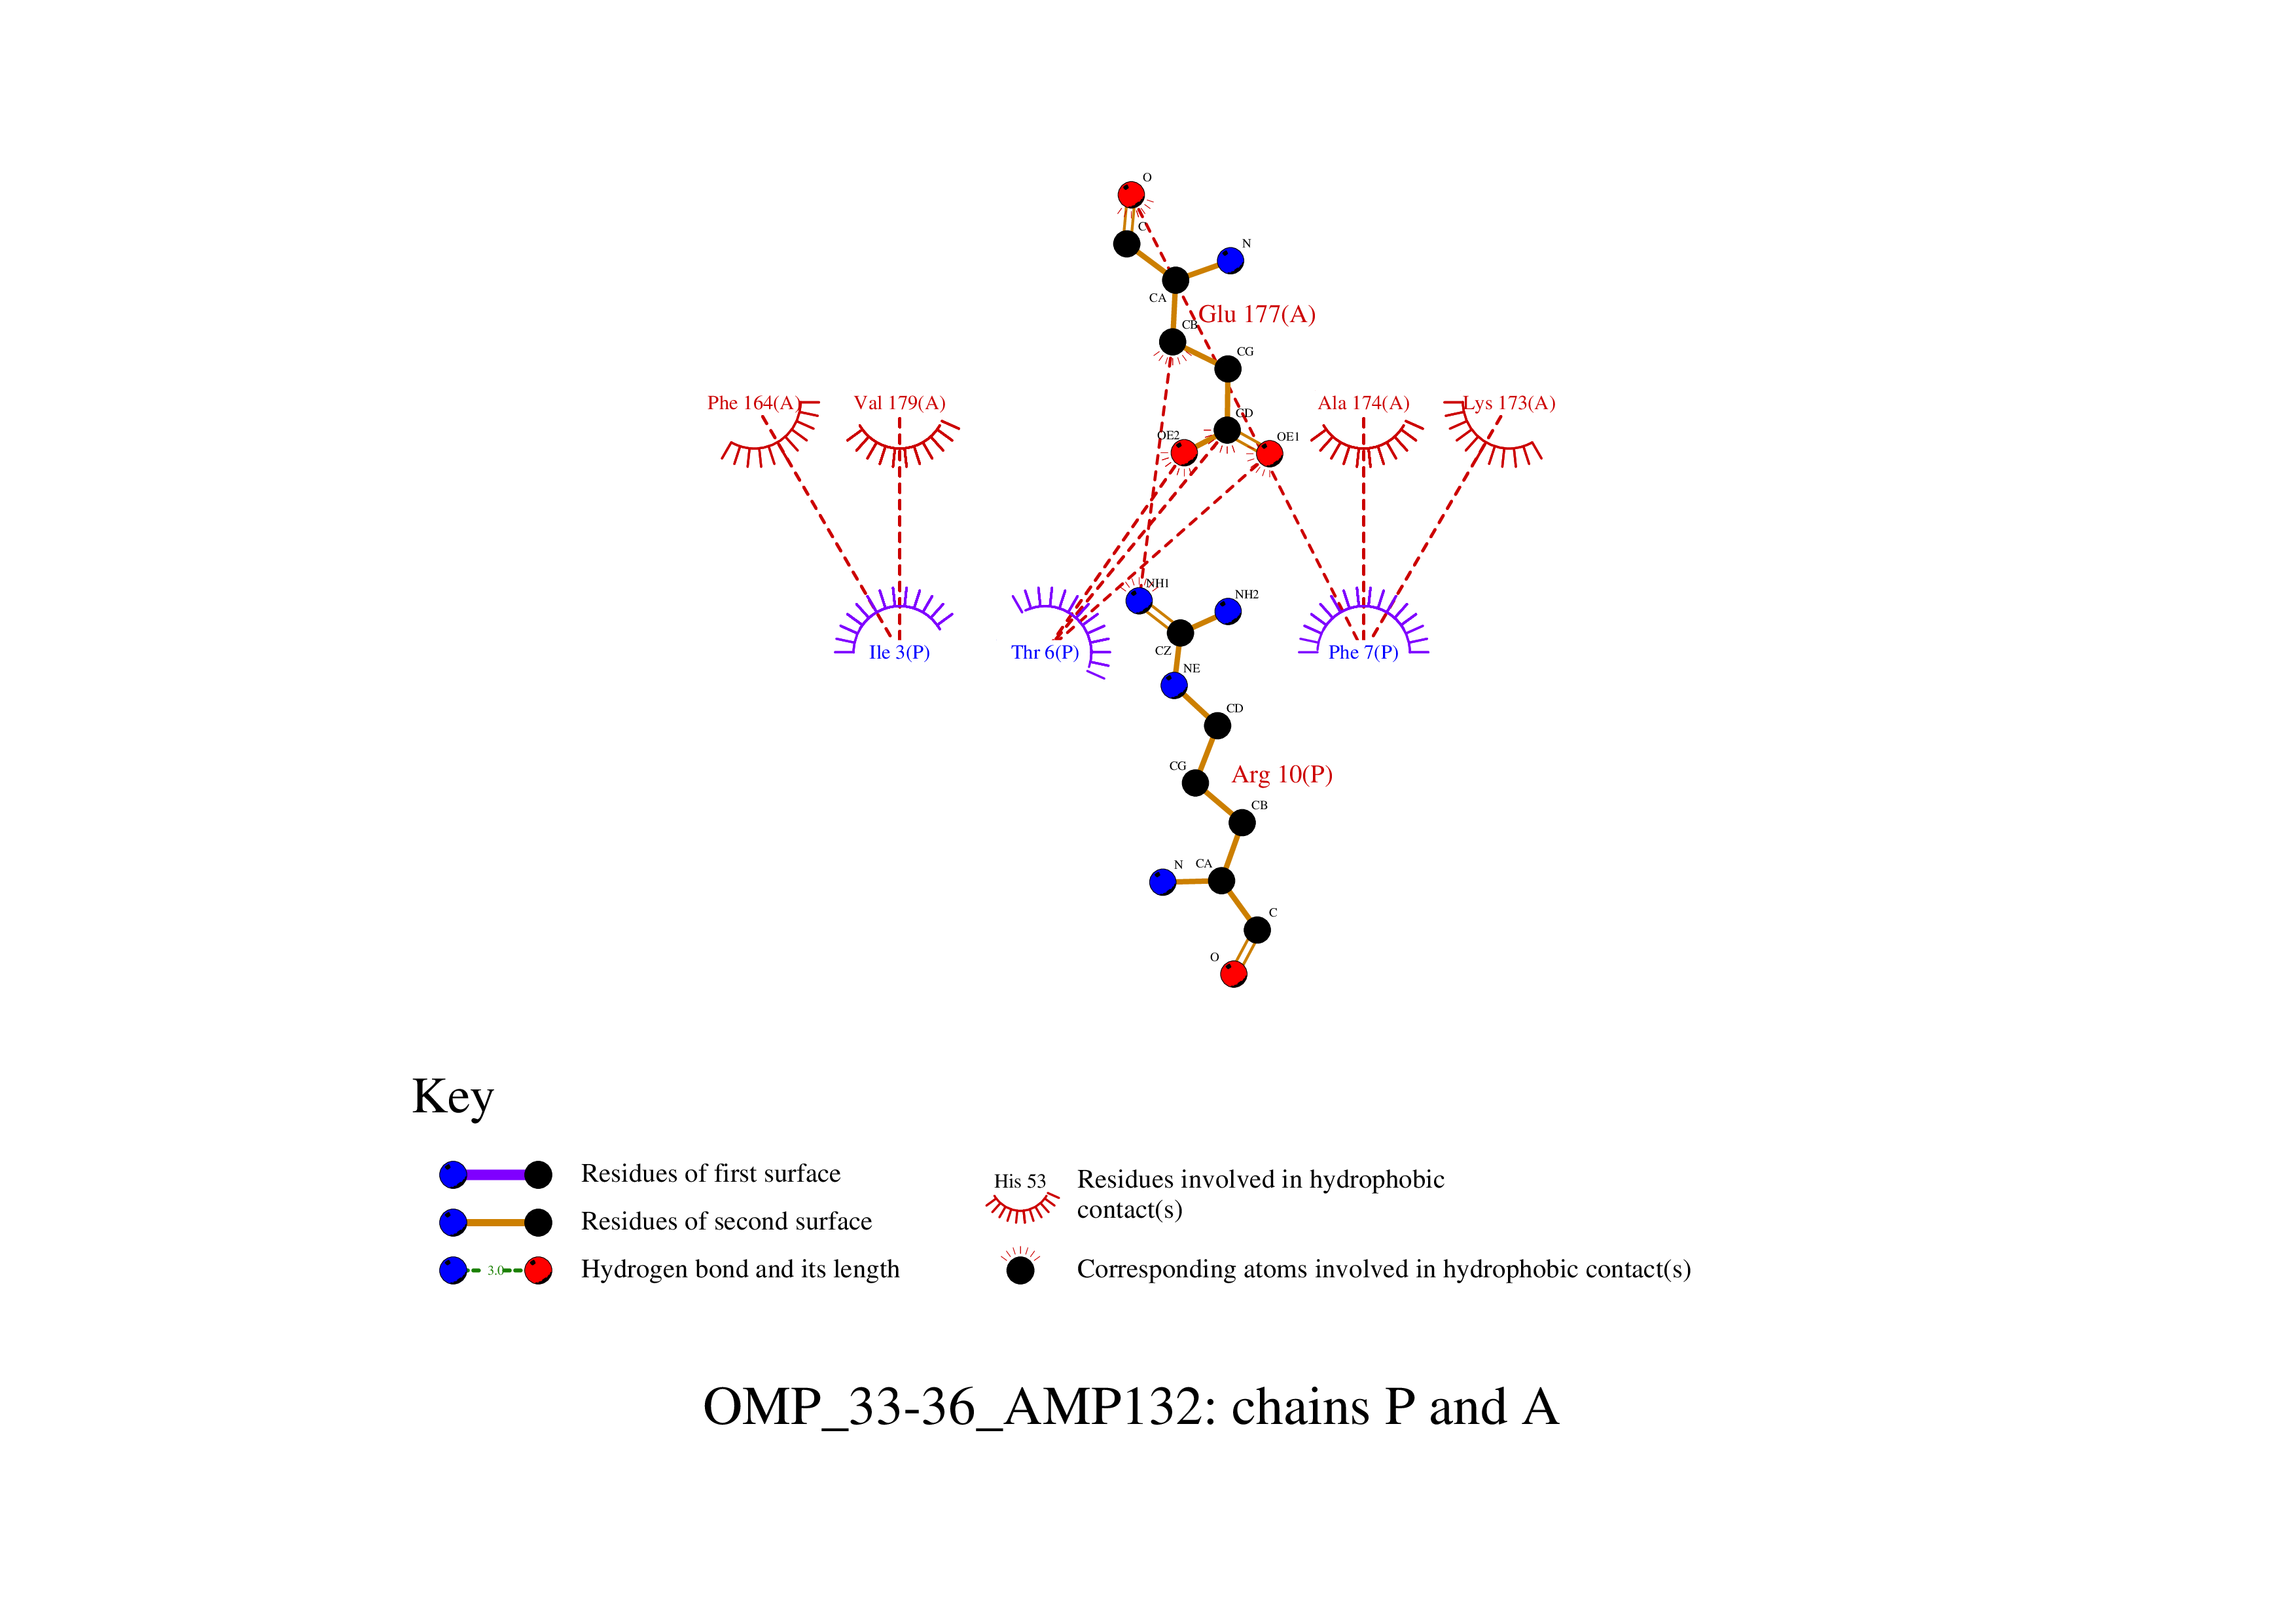 O
C
N
CA
Glu 177(A)
CB
CG
Phe 164(A)
Val 179(A)
Ala 174(A)
Lys 173(A)
CD
OE2
OE1
NH1
NH2
Ile 3(P)
Thr 6(P)
CZ
Phe 7(P)
NE
CD
CG
Arg 10(P)
CB
N
CA
C
O
Key
Residues of first surface
His 53
Residues involved in hydrophobic
contact(s)
Residues of second surface
3.0
Hydrogen bond and its length
Corresponding atoms involved in hydrophobic contact(s)
OMP_33-36_AMP132: chains P and A